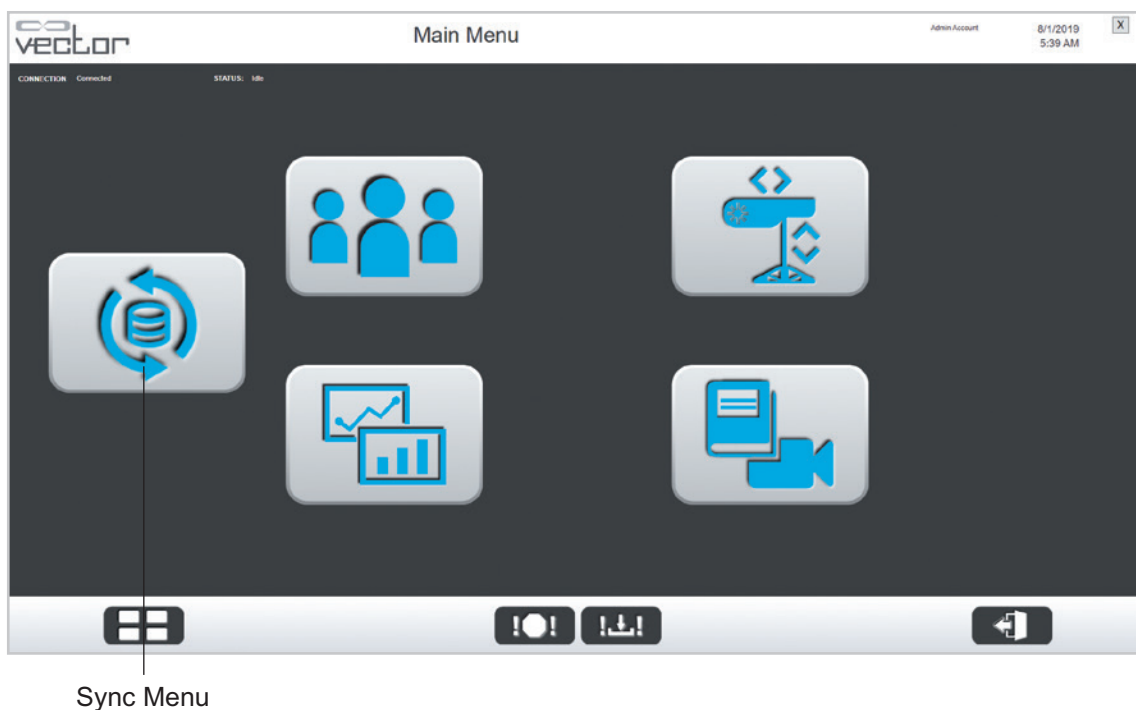 vector
Main Menu
Admin Account
8/1/2019
5:39 AM
X
CONNECTION Connected STATUS: Idle
! !
! !
Sync Menu